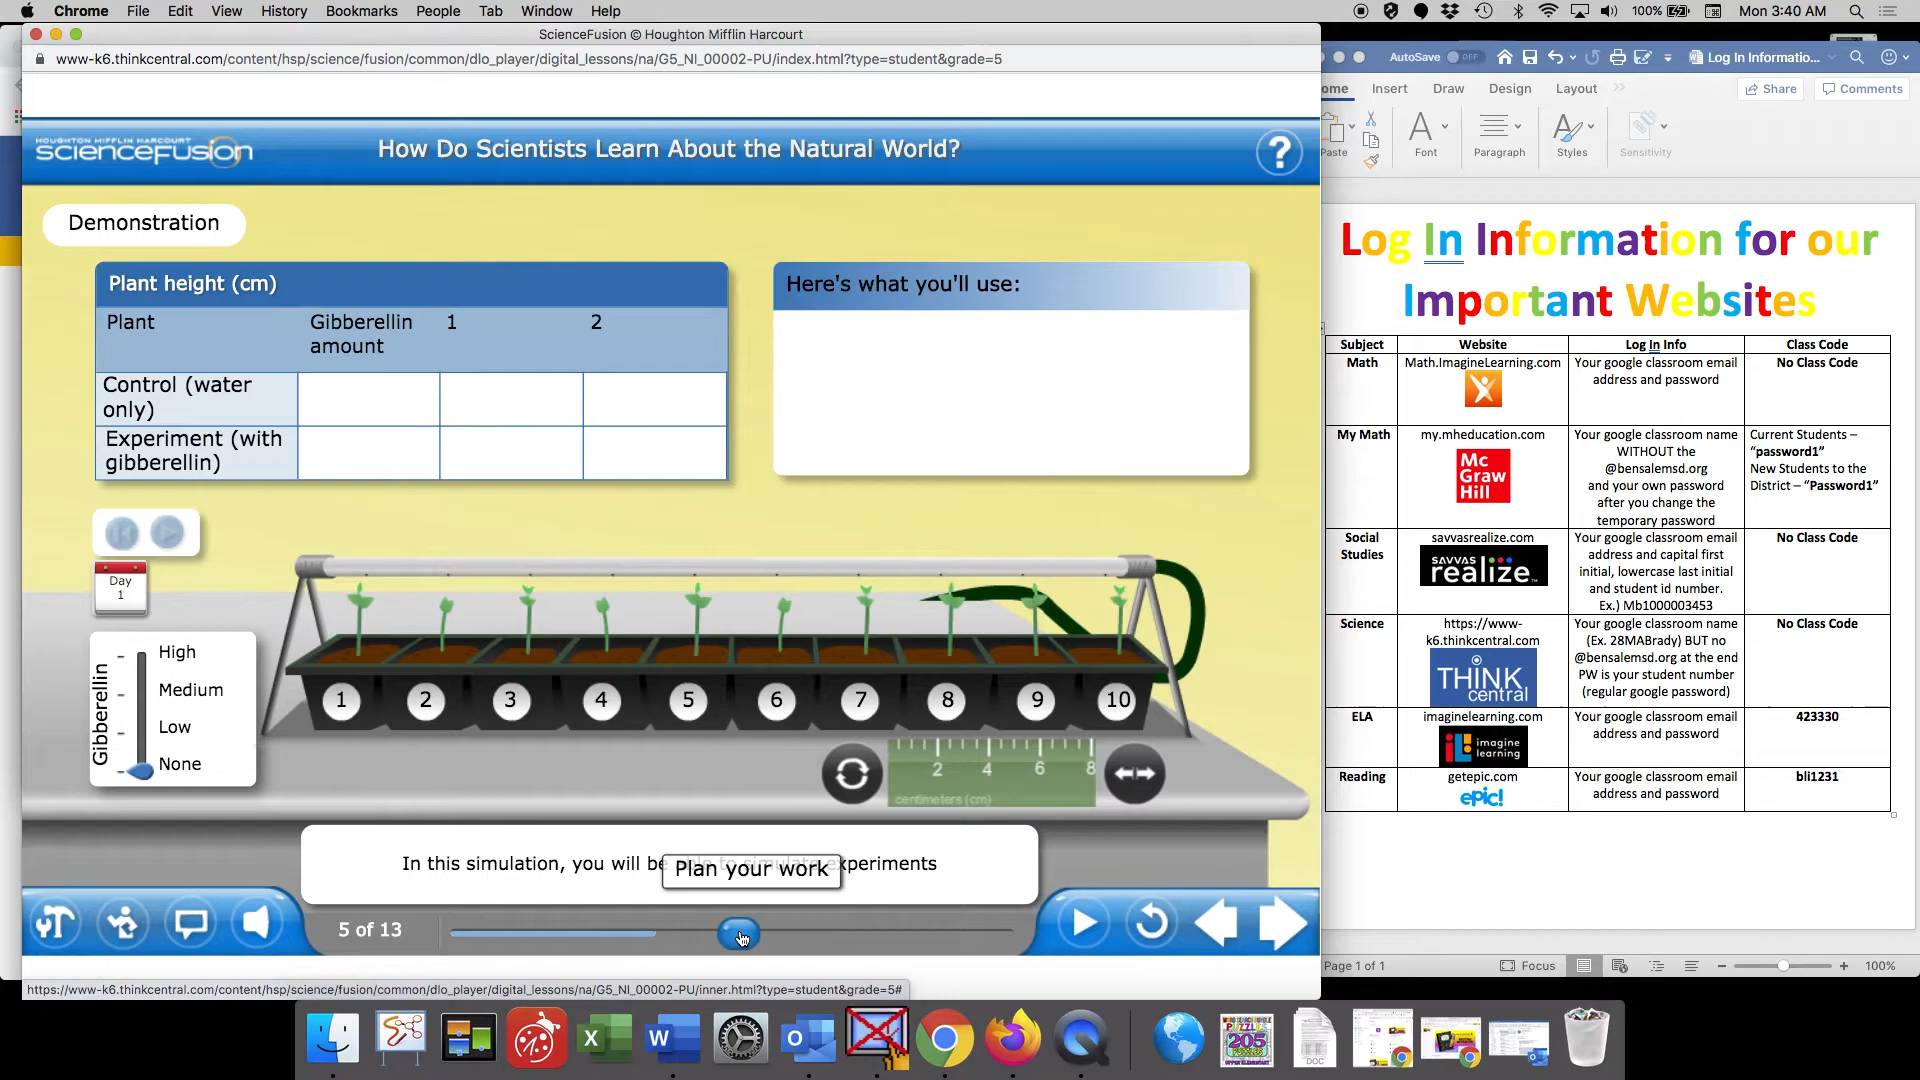 Chrome File Edit View History Bookmarks People Tab Window Help
100% Mon 3:40 AM
ScienceFusion © Houghton Mifflin Harcourt
www-k6.thinkcentral.com/content/hsp/science/fusion/common/dlo_player/digital_lessons/na/G5_NI_00002-PU/index.html?type=student&grade=5
HOUGHTON MIFFLIN HARCOURT
scienceFusion
How Do Scientists Learn About the Natural World?
?
Demonstration
Plant height (cm)
Plant Gibberellin amount 1 2
Control (water only)
Experiment (with gibberellin)
Here's what you'll use:
Day
1
Gibberellin
High
Medium
Low
None
1 2 3 4 5 6 7 8 9 10
2 4 6 8
centimeters (cm)
In this simulation, you will be able to simulate experiments
Plan your work
5 of 13
https://www-k6.thinkcentral.com/content/hsp/science/fusion/common/dlo_player/digital_lessons/na/G5_NI_00002-PU/inner.html?type=student&grade=5#
AutoSave OFF
Log In Informatio...
ome Insert Draw Design Layout
Share Comments
Paste Font Paragraph Styles Sensitivity
Log In Information for our
Important Websites
Subject Website Log In Info Class Code
Math Math.ImagineLearning.com Your google classroom email address and password No Class Code
My Math my.mheducation.com Your google classroom name WITHOUT the @bensalemsd.org and your own password after you change the temporary password Current Students – “password1” New Students to the District – “Password1”
Mc
Graw
Hill
Social Studies savvasrealize.com Your google classroom email address and capital first initial, lowercase last initial and student id number. Ex.) Mb1000003453 No Class Code
SAVVAS
realize
Science https://www-k6.thinkcentral.com Your google classroom name (Ex. 28MABrady) BUT no @bensalemsd.org at the end PW is your student number (regular google password) No Class Code
THINK
central
ELA imaginelearning.com Your google classroom email address and password 423330
imagine
learning
Reading getepic.com Your google classroom email address and password bli1231
epic!
Page 1 of 1 Focus 100%
WORD SEARCH BUNDLE
PUZZLES
205
UPPER ELEMENTARY
DOC